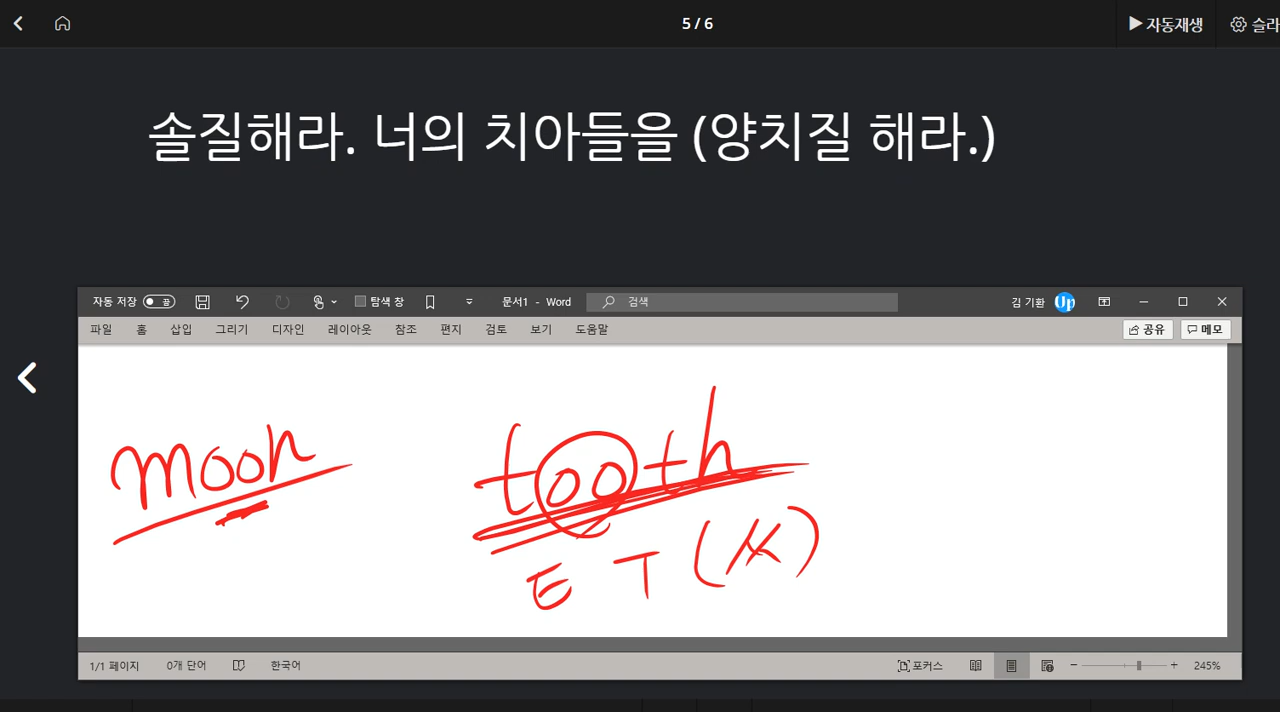 5 / 6
▶ 자동재생
슬라
솔질해라. 너의 치아들을 (양치질 해라.)
자동 저장 끔 탐색 창 문서1 - Word 검색 김 기환 Up
파일 홈 삽입 그리기 디자인 레이아웃 참조 편지 검토 보기 도움말 공유 메모
moon tooth
ㅌ ㅜ (ㅆ)
1/1 페이지 0개 단어 한국어 포커스 − + 245%